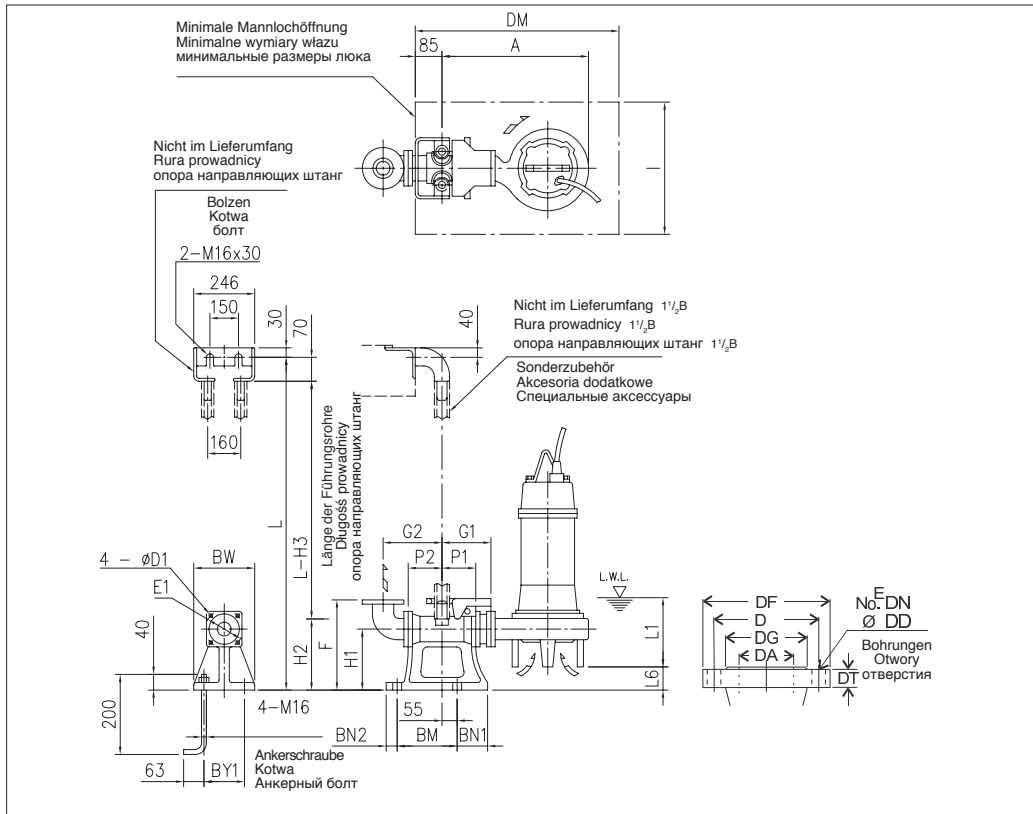 Minimale Mannlochöffnung
Minimalne wymiary włazu
минимальные размеры люка
DM
85
A
I
Nicht im Lieferumfang
Rura prowadnicy
опора направляющих штанг
Bolzen
Kotwa
болт
2-M16x30
246
150
30
70
160
40
Nicht im Lieferumfang 1½B
Rura prowadnicy 1½B
опора направляющих штанг 1½B
Sonderzubehör
Akcesoria dodatkowe
Специальные аксессуары
L
L-H3
Länge der Führungsrohre
Długość prowadnicy
опора направляющих штанг
G2
G1
P2
P1
4 - øD1
BW
E1
40
H2
F
H1
L.W.L.
L1
L6
200
4-M16
55
BN2
BM
BN1
63
BY1
Ankerschraube
Kotwa
Анкерный болт
DF
D
DG
DA
E
No. DN
Ø DD
Bohrungen
Otwory
отверстия
DT